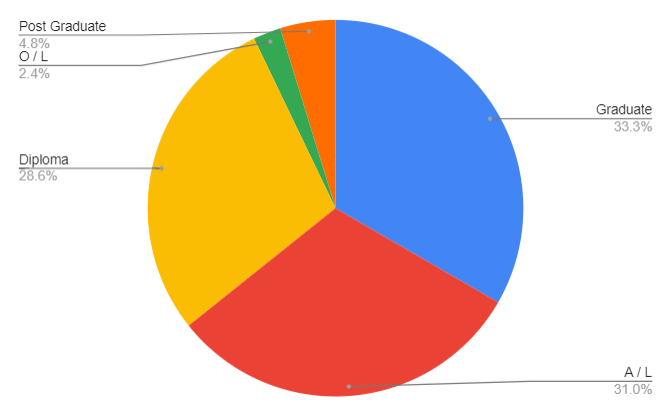 Post Graduate
4.8%
O / L
2.4%
Graduate
33.3%
Diploma
28.6%
A / L
31.0%